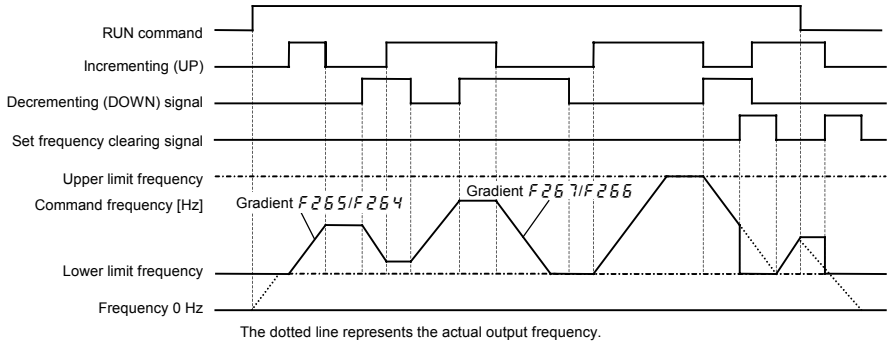 RUN command
Incrementing (UP)
Decrementing (DOWN) signal
Set frequency clearing signal
Upper limit frequency
Command frequency [Hz]
Gradient F265/F264
Gradient F267/F266
Lower limit frequency
Frequency 0 Hz
The dotted line represents the actual output frequency.